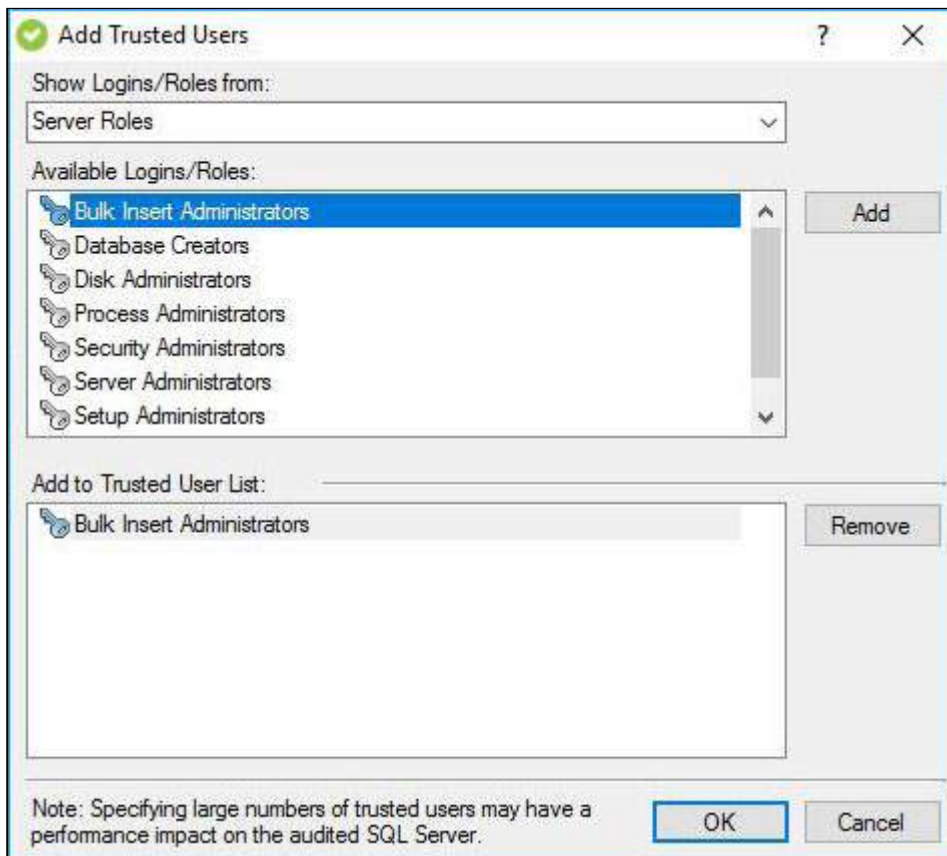 Add Trusted Users
?
Show Logins/Roles from:
Server Roles
Available Logins/Roles:
Bulk Insert Administrators
Add
Database Creators
Disk Administrators
Process Administrators
Security Administrators
Server Administrators
Setup Administrators
Add to Trusted User List:
Bulk Insert Administrators
Remove
Note: Specifying large numbers of trusted users may have a
performance impact on the audited SQL Server.
OK
Cancel